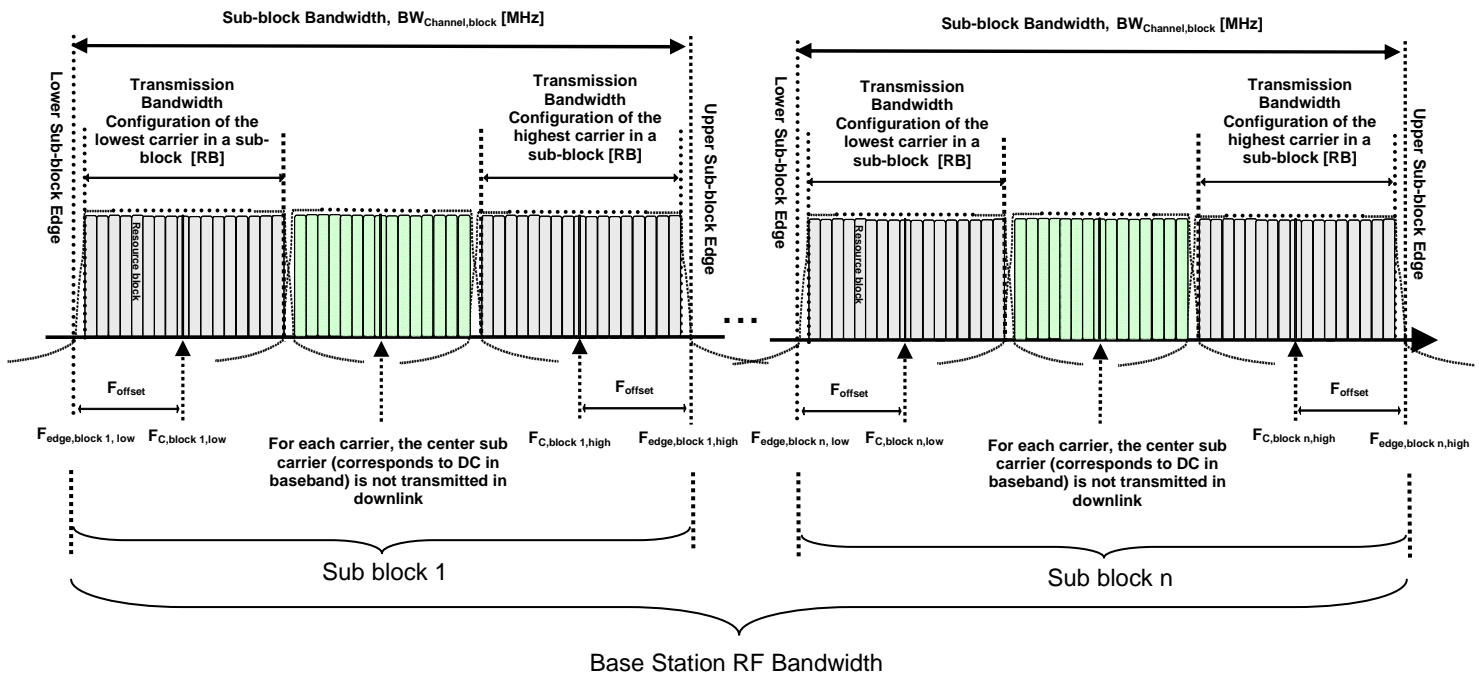 Sub-block Bandwidth, BWChannel,block [MHz]
Lower Sub-block Edge
Transmission
Bandwidth
Configuration of the
lowest carrier in a sub-
block [RB]
Transmission
Bandwidth
Configuration of
the highest carrier in a
sub-block [RB]
Upper Sub-block Edge
Resource block
Foffset
Foffset
Fedge,block 1, low
FC,block 1,low
FC,block 1,high
Fedge,block 1,high
For each carrier, the center sub
carrier (corresponds to DC in
baseband) is not transmitted in
downlink
Sub block 1
...
Sub-block Bandwidth, BWChannel,block [MHz]
Lower Sub-block Edge
Transmission
Bandwidth
Configuration of the
lowest carrier in
a sub-block [RB]
Transmission
Bandwidth
Configuration of the
highest carrier in a
sub-block [RB]
Upper Sub-block Edge
Resource block
Foffset
Foffset
Fedge,block n, low
FC,block n,low
FC,block n,high
Fedge,block n,high
For each carrier, the center sub
carrier (corresponds to DC in
baseband) is not transmitted in
downlink
Sub block n
Base Station RF Bandwidth